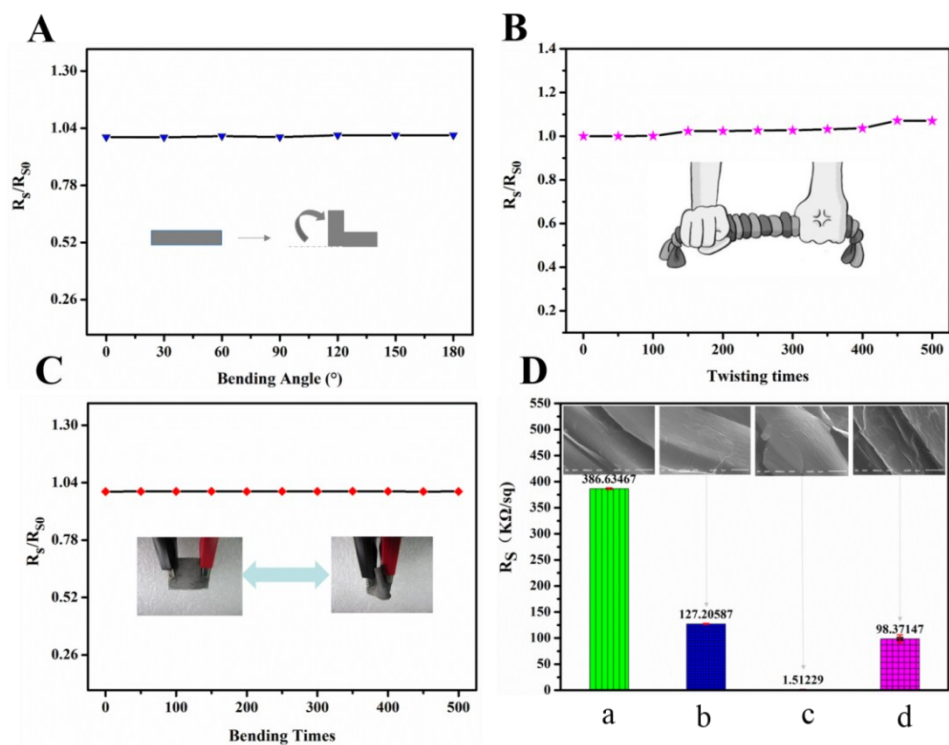 A
1.30
1.04
0.78
0.52
0.26
R_S/R_S0
0 30 60 90 120 150 180
Bending Angle (°)
B
1.4
1.2
1.0
0.8
0.6
0.4
0.2
R_S/R_S0
0 100 200 300 400 500
Twisting times
C
1.30
1.04
0.78
0.52
0.26
R_S/R_S0
0 100 200 300 400 500
Bending Times
D
550
500
450
400
350
300
250
200
150
100
50
0
R_S (KΩ/sq)
386.63467
127.20587
1.51229
98.37147
a b c d